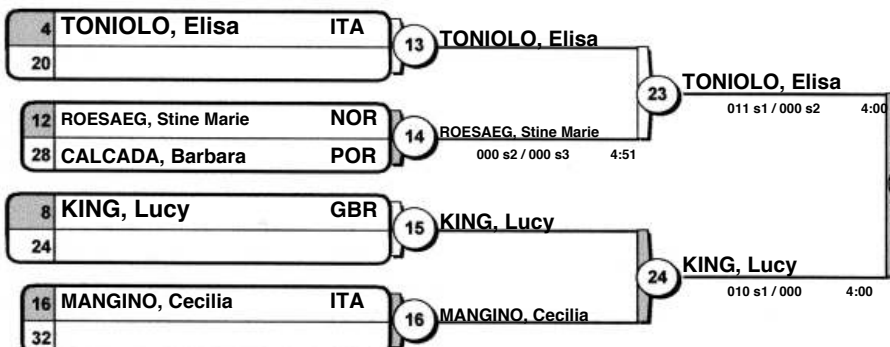 4 TONIOLO, Elisa ITA
20
13 TONIOLO, Elisa
12 ROESAEG, Stine Marie NOR
28 CALCADA, Barbara POR
14 ROESAEG, Stine Marie
000 s2 / 000 s3 4:51
23 TONIOLO, Elisa
011 s1 / 000 s2 4:00
8 KING, Lucy GBR
24
15 KING, Lucy
16 MANGINO, Cecilia ITA
32
16 MANGINO, Cecilia
24 KING, Lucy
010 s1 / 000 4:00